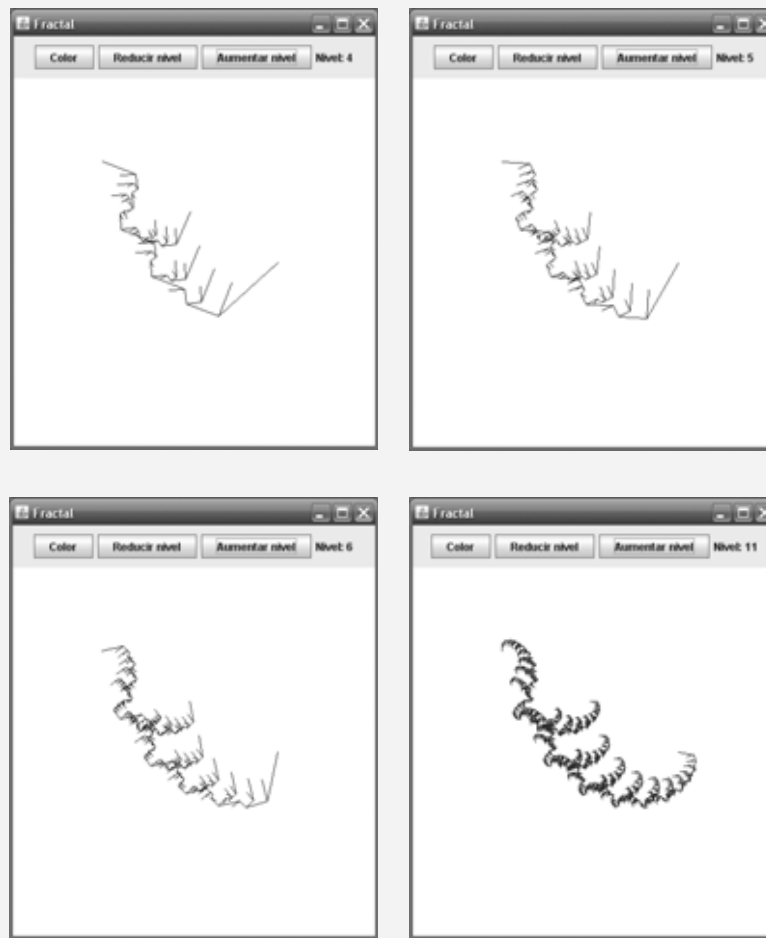 Fractal
Color Reducir nivel Aumentar nivel Nivel: 4
Fractal
Color Reducir nivel Aumentar nivel Nivel: 5
Fractal
Color Reducir nivel Aumentar nivel Nivel: 6
Fractal
Color Reducir nivel Aumentar nivel Nivel: 11